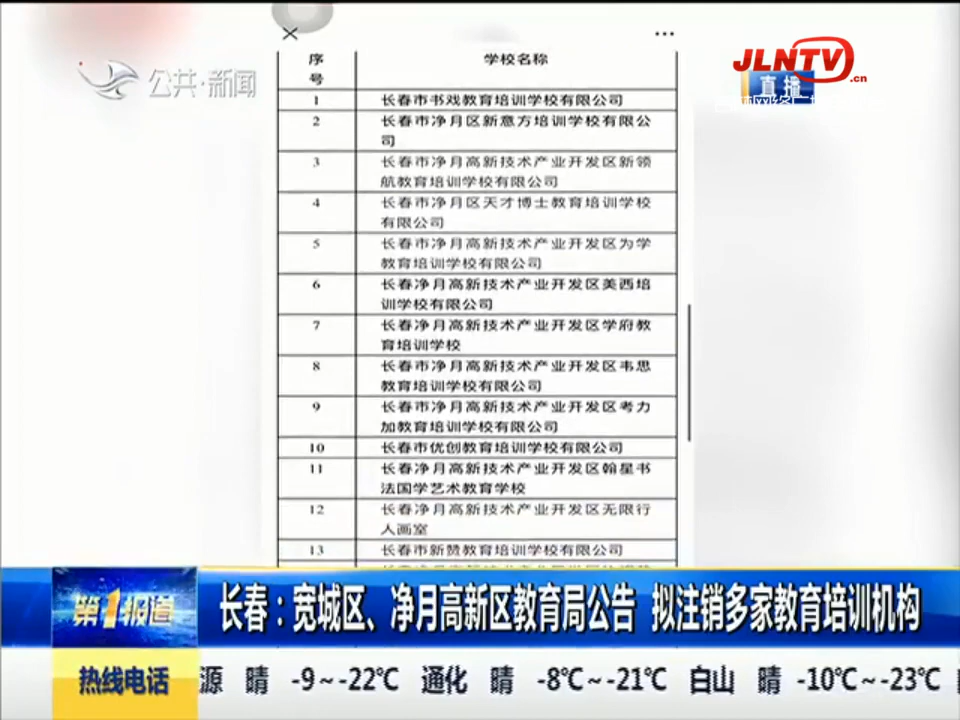 公共·新闻
JLNTV
.cn
直播
序号 学校名称
1 长春市书戏教育培训学校有限公司
2 长春市净月区新意方培训学校有限公
司
3 长春市净月高新技术产业开发区新领
航教育培训学校有限公司
4 长春市净月区天才博士教育培训学校
有限公司
5 长春市净月高新技术产业开发区为学
教育培训学校有限公司
6 长春净月高新技术产业开发区美西培
训学校有限公司
7 长春净月高新技术产业开发区学府教
育培训学校
8 长春市净月高新技术产业开发区韦思
教育培训学校有限公司
9 长春市净月高新技术产业开发区考力
加教育培训学校有限公司
10 长春市优创教育培训学校有限公司
11 长春净月高新技术产业开发区翰星书
法国学艺术教育学校
12 长春净月高新技术产业开发区无限行
人画室
13 长春市新赞教育培训学校有限公司
第1报道
长春：宽城区、净月高新区教育局公告 拟注销多家教育培训机构
热线电话
源 晴 -9~-22℃ 通化 晴 -8℃~-21℃ 白山 晴 -10℃~-23℃